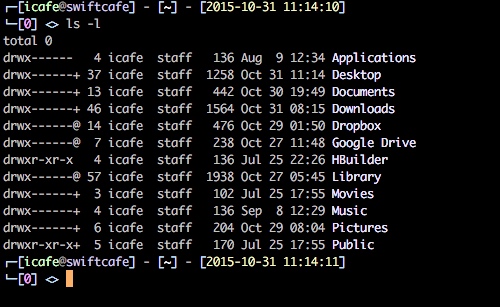 ┌─[icafe@swiftcafe] - [~] - [2015-10-31 11:14:10]
└─[0] <> ls -l
total 0
drwx------   4 icafe  staff   136 Aug  9 12:34 Applications
drwx------+ 37 icafe  staff  1258 Oct 31 11:14 Desktop
drwx------+ 13 icafe  staff   442 Oct 30 19:49 Documents
drwx------+ 46 icafe  staff  1564 Oct 31 08:15 Downloads
drwx------@ 14 icafe  staff   476 Oct 29 01:50 Dropbox
drwx------@  7 icafe  staff   238 Oct 27 11:48 Google Drive
drwxr-xr-x   4 icafe  staff   136 Jul 25 22:26 HBuilder
drwx------@ 57 icafe  staff  1938 Oct 27 05:45 Library
drwx------+  3 icafe  staff   102 Jul 25 17:55 Movies
drwx------+  4 icafe  staff   136 Sep  8 12:29 Music
drwx------+  6 icafe  staff   204 Oct 29 08:04 Pictures
drwxr-xr-x+  5 icafe  staff   170 Jul 25 17:55 Public
┌─[icafe@swiftcafe] - [~] - [2015-10-31 11:14:11]
└─[0] <>